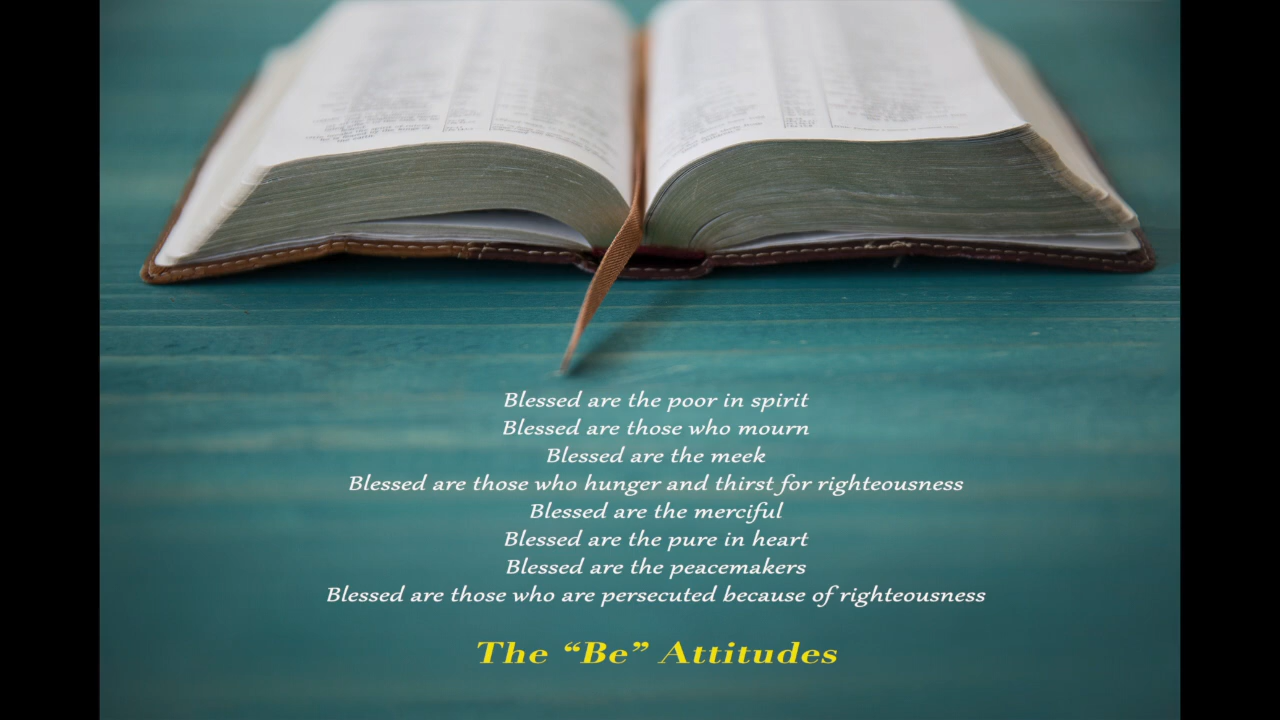 Blessed are the poor in spirit
Blessed are those who mourn
Blessed are the meek
Blessed are those who hunger and thirst for righteousness
Blessed are the merciful
Blessed are the pure in heart
Blessed are the peacemakers
Blessed are those who are persecuted because of righteousness
The “Be” Attitudes